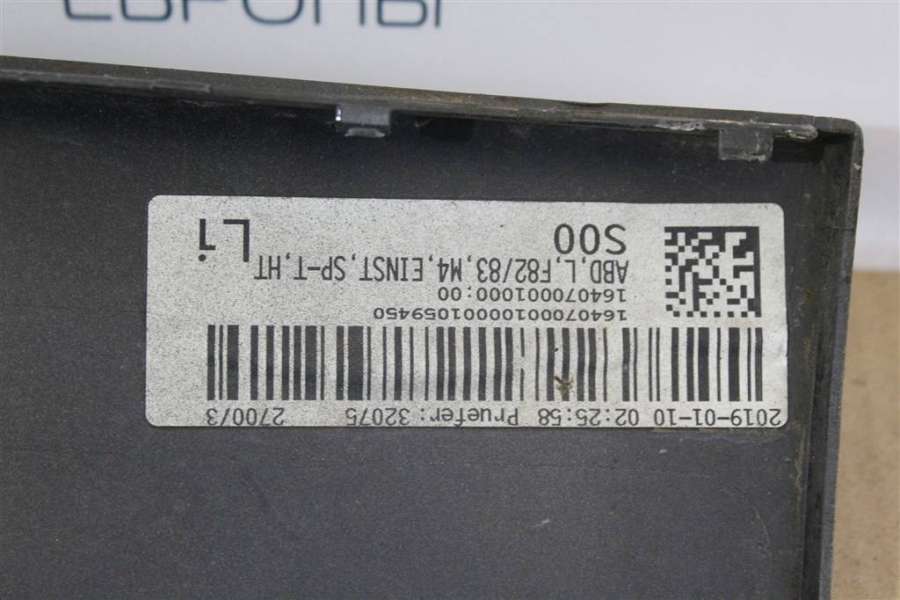 ЕВРОПЫ
2019-01-10 02:25:58 Pruefer:32075 2700/3
16407000100001059450
164070001000:00
ABD,L,F82/83,M4,EINST,SP-T,HT
S00 Li